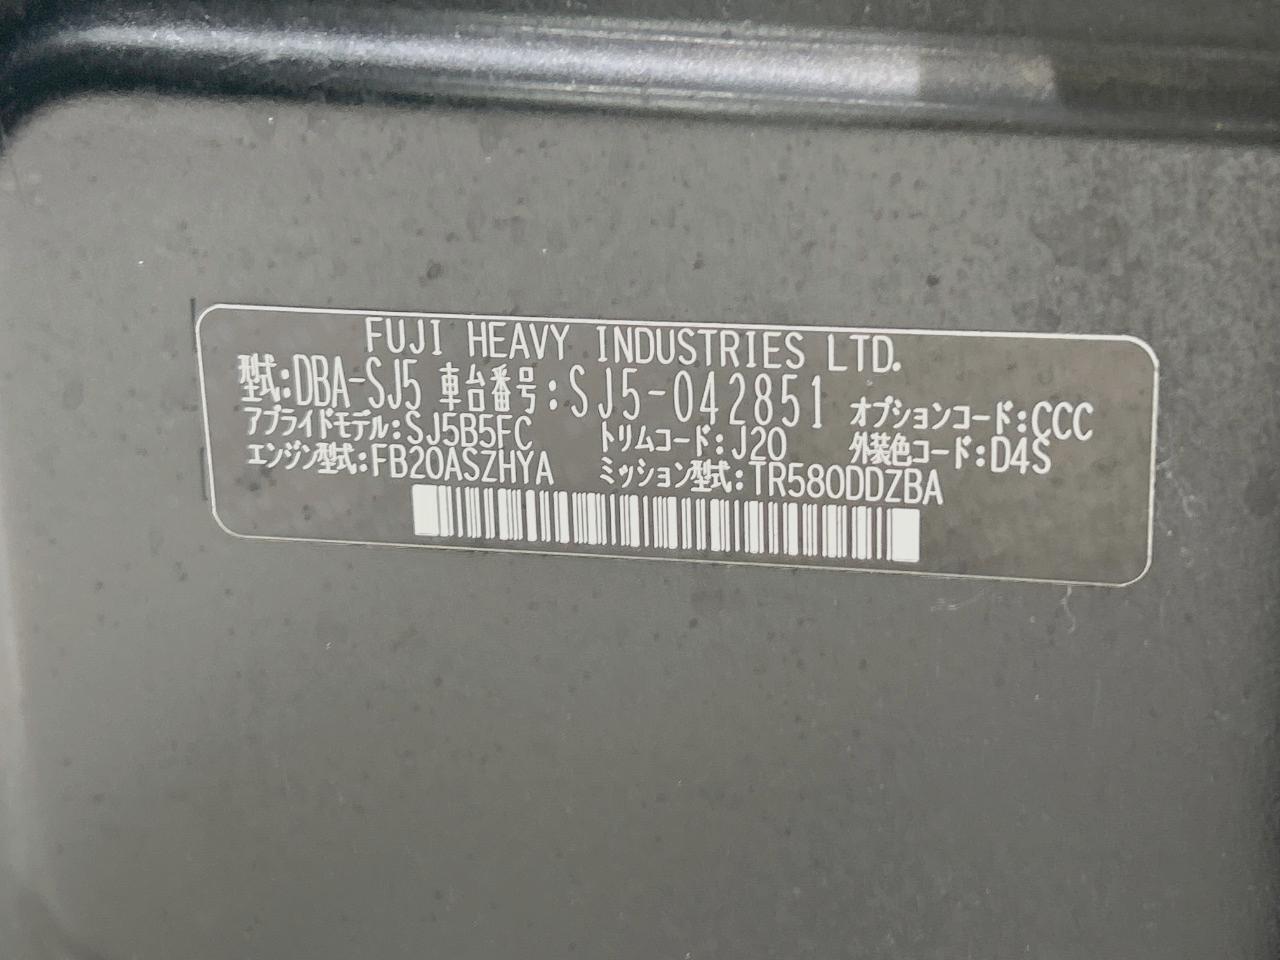 FUJI HEAVY INDUSTRIES LTD.
型式:DBA-SJ5 車台番号:SJ5-042851 オプションコード:CCC
アプライドモデル:SJ5B5FC トリムコード:J20 外装色コード:D4S
エンジン型式:FB20ASZHYA ミッション型式:TR580DDZBA